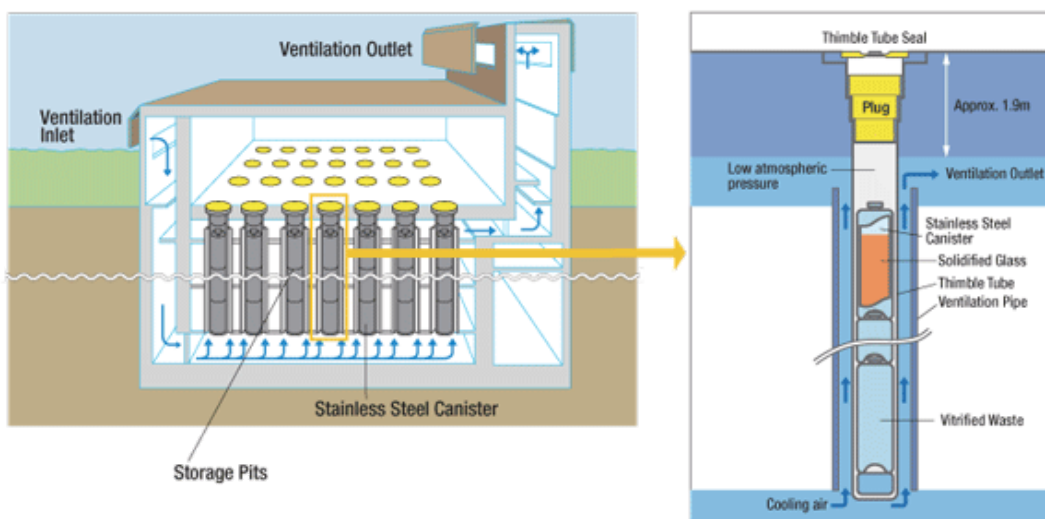 Ventilation Outlet
Ventilation
Inlet
Stainless Steel Canister
Storage Pits
Thimble Tube Seal
Plug
Approx. 1.9m
Low atmospheric
pressure
Ventilation Outlet
Stainless Steel
Canister
Solidified Glass
Thimble Tube
Ventilation Pipe
Vitrified Waste
Cooling air